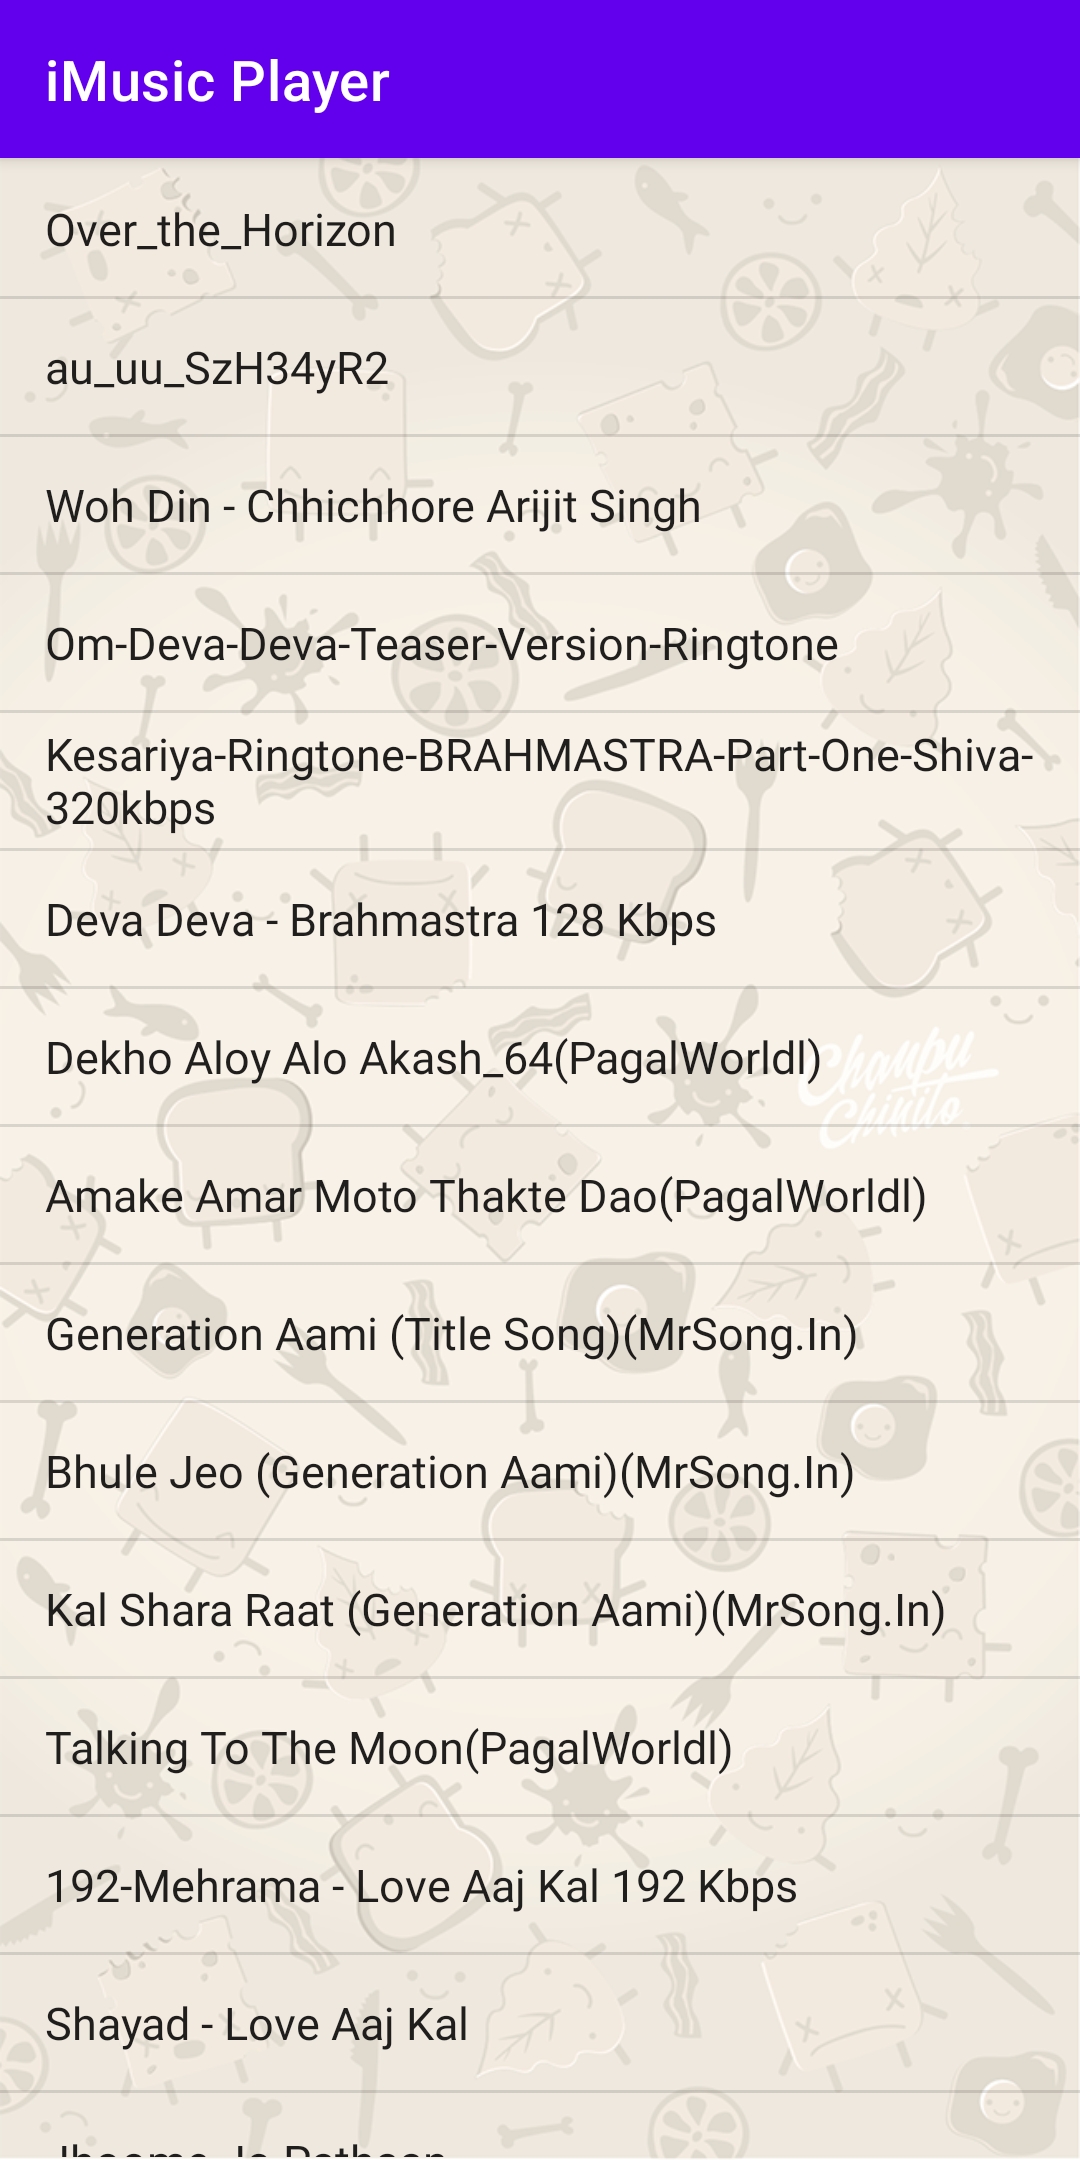 iMusic Player
Over_the_Horizon
au_uu_SzH34yR2
Woh Din - Chhichhore Arijit Singh
Om-Deva-Deva-Teaser-Version-Ringtone
Kesariya-Ringtone-BRAHMASTRA-Part-One-Shiva-
320kbps
Deva Deva - Brahmastra 128 Kbps
Dekho Aloy Alo Akash_64(PagalWorldl)
Chanpu
Chinito
Amake Amar Moto Thakte Dao(PagalWorldl)
Generation Aami (Title Song)(MrSong.In)
Bhule Jeo (Generation Aami)(MrSong.In)
Kal Shara Raat (Generation Aami)(MrSong.In)
Talking To The Moon(PagalWorldl)
192-Mehrama - Love Aaj Kal 192 Kbps
Shayad - Love Aaj Kal